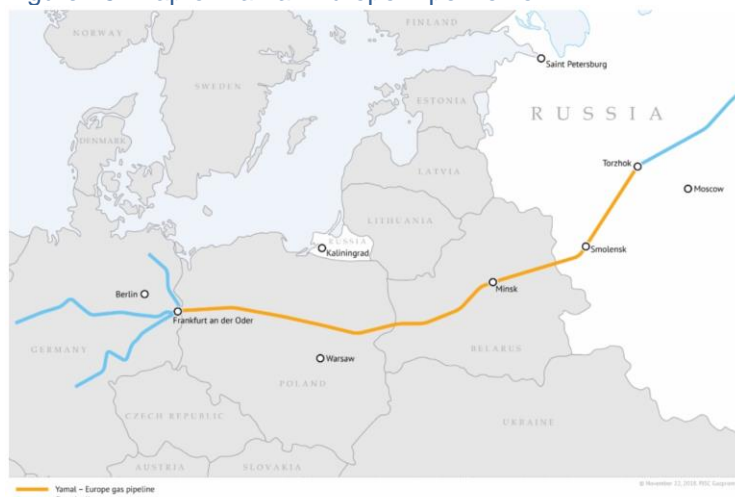 FINLAND
NORWAY
Saint Petersburg
SWEDEN
ESTONIA
RUSSIA
DENMARK
LATVIA
Torzhok
Moscow
LITHUANIA
RUSSIA
Kaliningrad
Smolensk
Berlin
Minsk
Frankfurt an der Oder
GERMANY
BELARUS
Warsaw
POLAND
CZECH REPUBLIC
UKRAINE
AUSTRIA
SLOVAKIA
Yamal – Europe gas pipeline